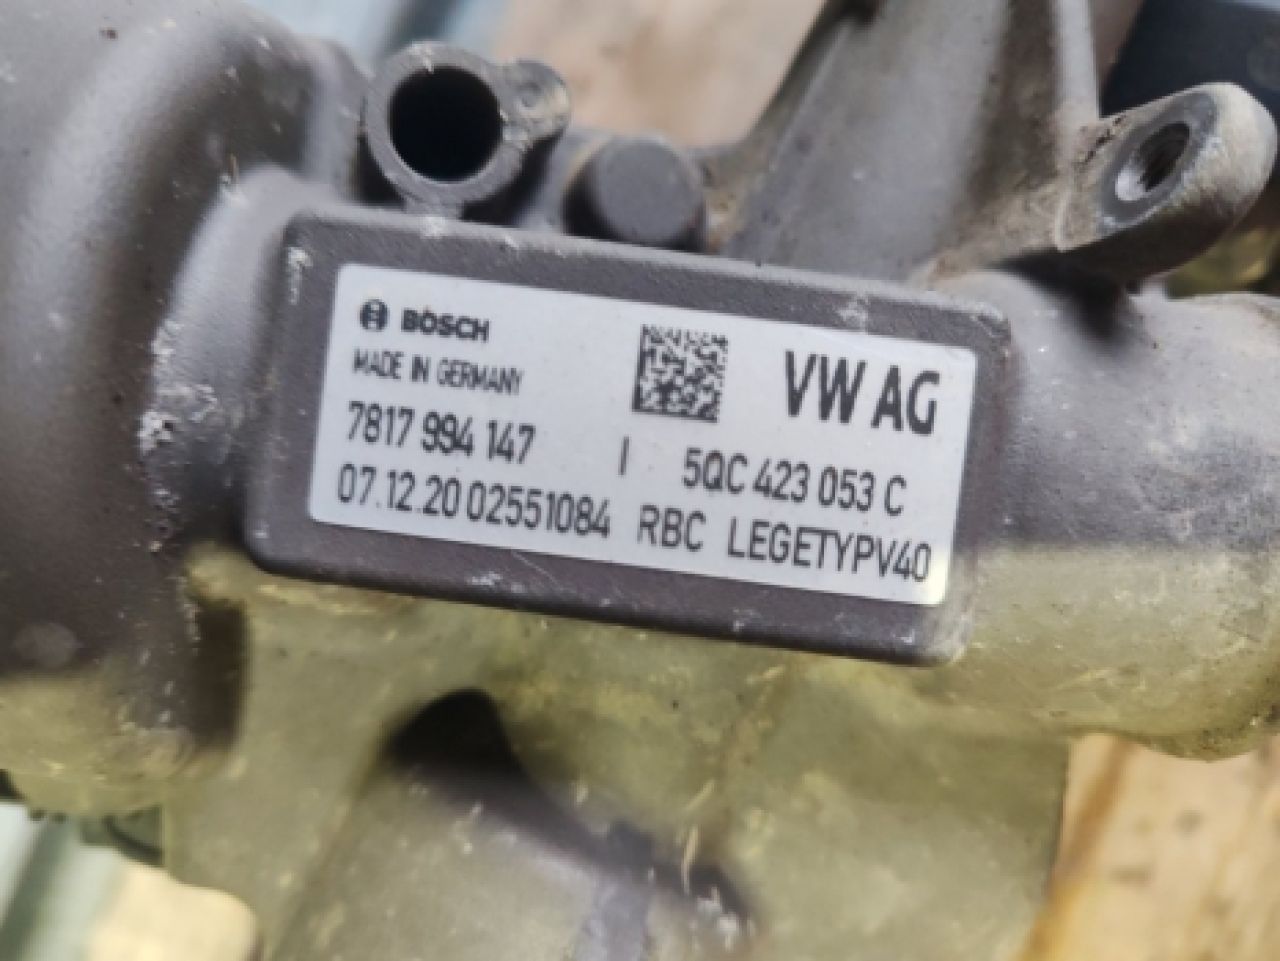 BOSCH
MADE IN GERMANY
VW AG
7817 994 147 | 5QC 423 053 C
07.12.20 02551084 RBC LEGETYPV40